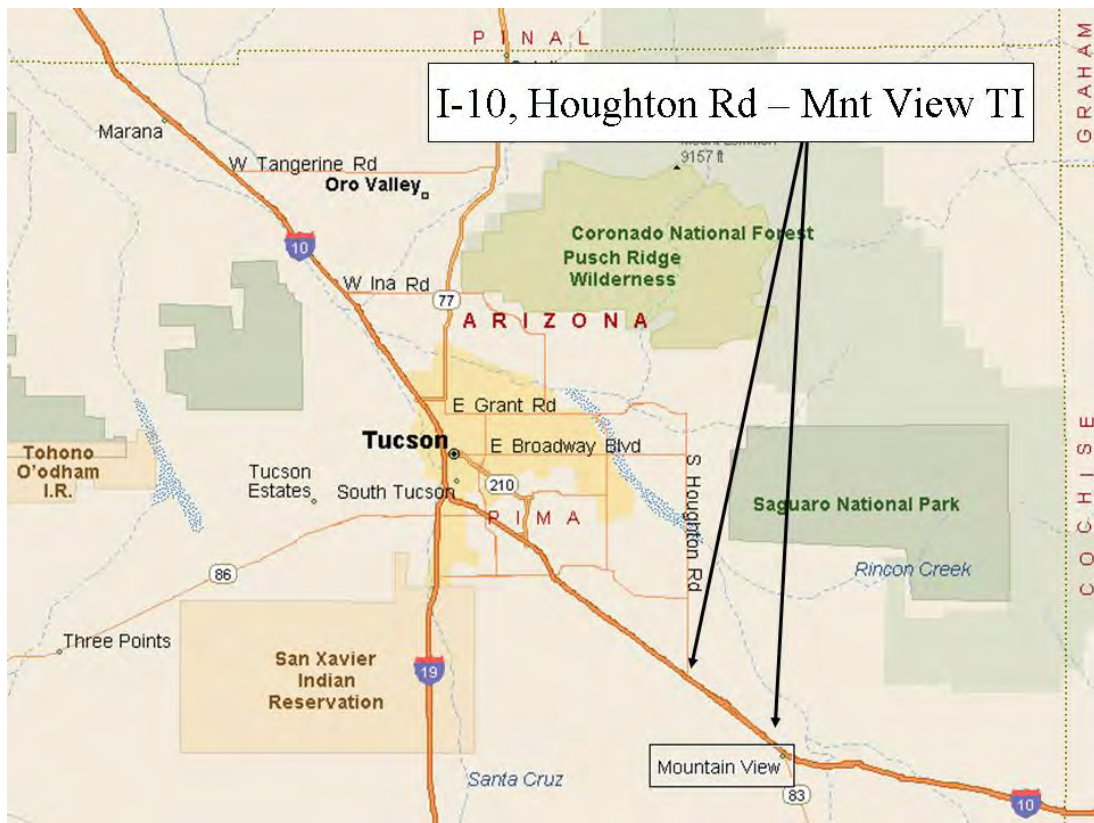 PINAL
GRAHAM
I-10, Houghton Rd – Mnt View TI
9157 ft
Marana
W Tangerine Rd
Oro Valley
10
Coronado National Forest
Pusch Ridge
Wilderness
W Ina Rd
77
ARIZONA
E Grant Rd
Tucson
E Broadway Blvd
Tohono
O'odham
I.R.
Tucson
Estates
South Tucson
210
S Houghton Rd
PIMA
Saguaro National Park
COCHISE
86
Rincon Creek
Three Points
San Xavier
Indian
Reservation
19
Santa Cruz
Mountain View
83
10